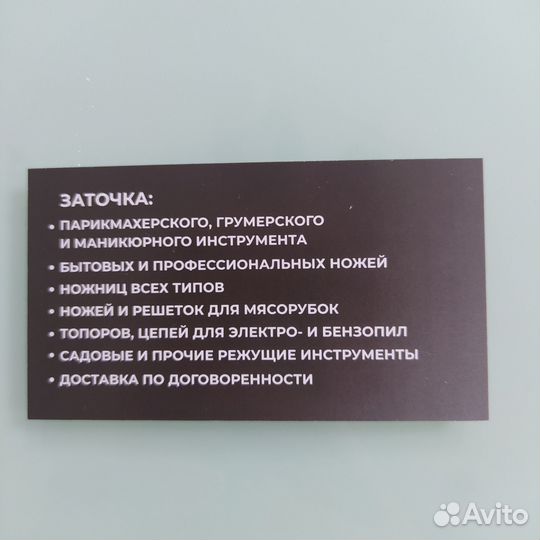 ЗАТОЧКА:
• ПАРИКМАХЕРСКОГО, ГРУМЕРСКОГО
И МАНИКЮРНОГО ИНСТРУМЕНТА
• БЫТОВЫХ И ПРОФЕССИОНАЛЬНЫХ НОЖЕЙ
• НОЖНИЦ ВСЕХ ТИПОВ
• НОЖЕЙ И РЕШЕТОК ДЛЯ МЯСОРУБОК
• ТОПОРОВ, ЦЕПЕЙ ДЛЯ ЭЛЕКТРО- И БЕНЗОПИЛ
• САДОВЫЕ И ПРОЧИЕ РЕЖУЩИЕ ИНСТРУМЕНТЫ
• ДОСТАВКА ПО ДОГОВОРЕННОСТИ
Avito